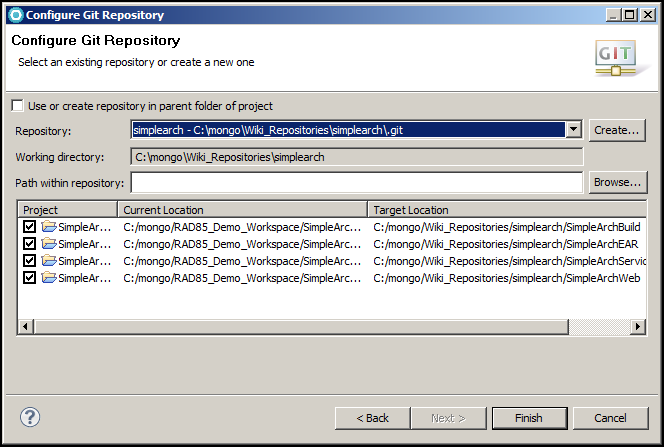 Configure Git Repository
Configure Git Repository
Select an existing repository or create a new one
GIT
Use or create repository in parent folder of project
Repository: simplearch - C:\mongo\Wiki_Repositories\simplearch\.git Create...
Working directory: C:\mongo\Wiki_Repositories\simplearch
Path within repository: Browse...
Project Current Location Target Location
SimpleAr... C:/mongo/RAD85_Demo_Workspace/SimpleArc... C:/mongo/Wiki_Repositories/simplearch/SimpleArchBuild
SimpleAr... C:/mongo/RAD85_Demo_Workspace/SimpleArc... C:/mongo/Wiki_Repositories/simplearch/SimpleArchEAR
SimpleAr... C:/mongo/RAD85_Demo_Workspace/SimpleArc... C:/mongo/Wiki_Repositories/simplearch/SimpleArchServic
SimpleAr... C:/mongo/RAD85_Demo_Workspace/SimpleArc... C:/mongo/Wiki_Repositories/simplearch/SimpleArchWeb
? < Back Next > Finish Cancel